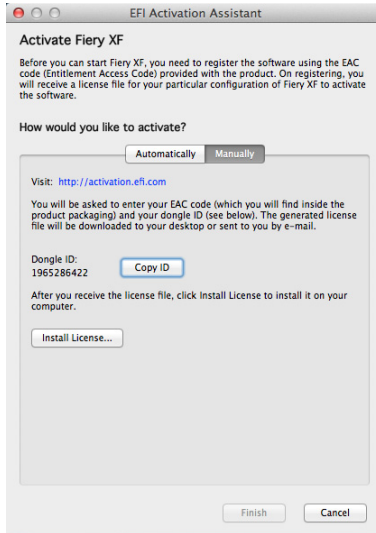 EFI Activation Assistant
Activate Fiery XF
Before you can start Fiery XF, you need to register the software using the EAC
code (Entitlement Access Code) provided with the product. On registering, you
will receive a license file for your particular configuration of Fiery XF to activate
the software.
How would you like to activate?
Automatically Manually
Visit: http://activation.efi.com
You will be asked to enter your EAC code (which you will find inside the
product packaging) and your dongle ID (see below). The generated license
file will be downloaded to your desktop or sent to you by e-mail.
Dongle ID:
1965286422
Copy ID
After you receive the license file, click Install License to install it on your
computer.
Install License...
Finish Cancel